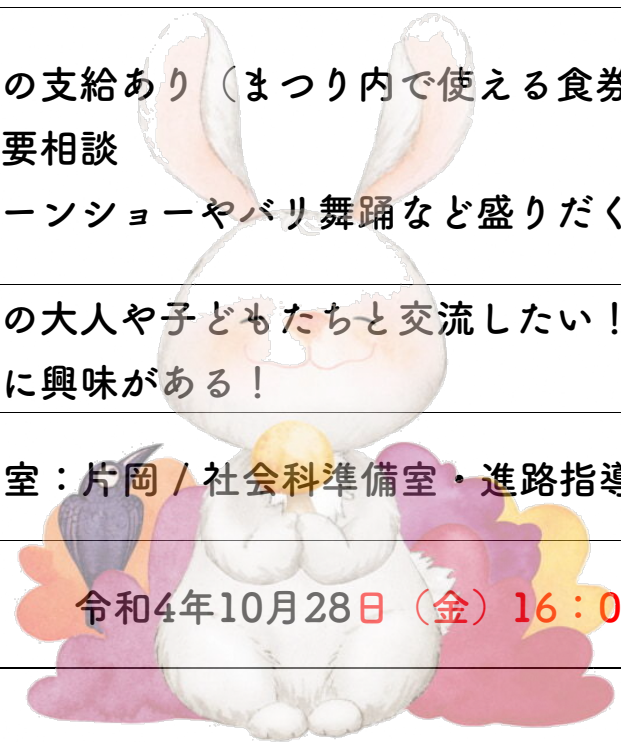 の支給あり（まつり内で使える食券
要相談
ーンショーやバリ舞踊など盛りだく
の大人や子どもたちと交流したい！
に興味がある！
室：片岡 / 社会科準備室・進路指導
令和4年10月28日（金）16：0